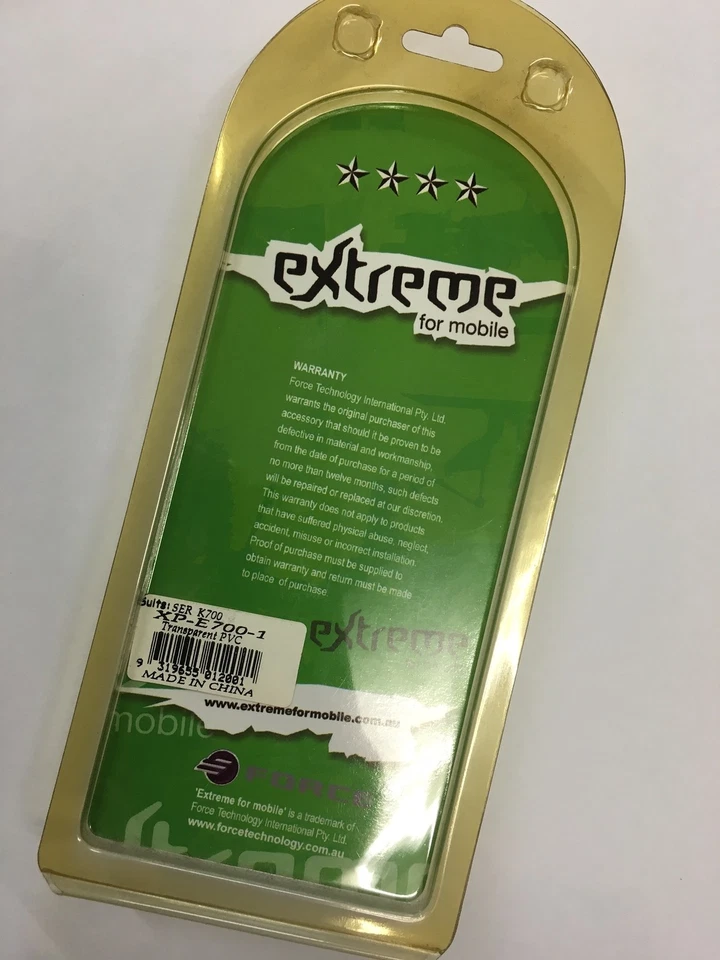 extreme
for mobile
WARRANTY
Force Technology International Pty. Ltd.
warrants the original purchaser of this
accessory that should it be proven to be
defective in material and workmanship,
from the date of purchase for a period of
no more than twelve months, such defects
will be repaired or replaced at our discretion.
This warranty does not apply to products
that have suffered physical abuse, neglect,
accident, misuse or incorrect installation.
Proof of purchase must be supplied to
obtain warranty and return must be made
to place of purchase.
Suits: SER K700
XP-E700-1
Transparent PVC
9 319655 012001
MADE IN CHINA
extreme
www.extremeformobile.com.au
mobile
FORCE
'Extreme for mobile' is a trademark of
Force Technology International Pty. Ltd.
www.forcetechnology.com.au